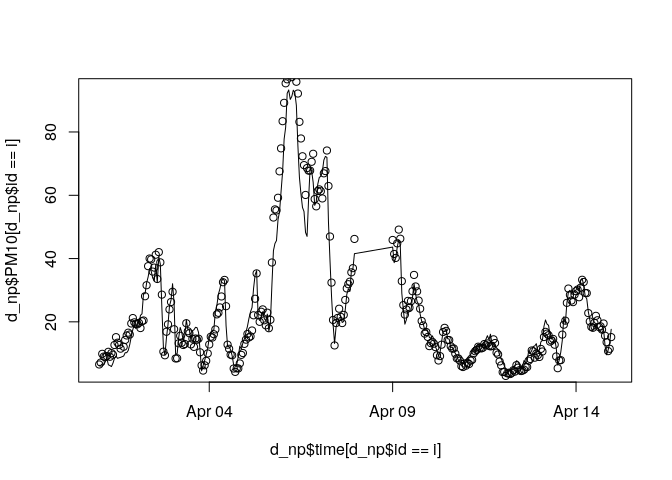 80
60
40
20
d_np$PM10[d_np$id == i]
Apr 04
Apr 09
Apr 14
d_np$time[d_np$id == i]